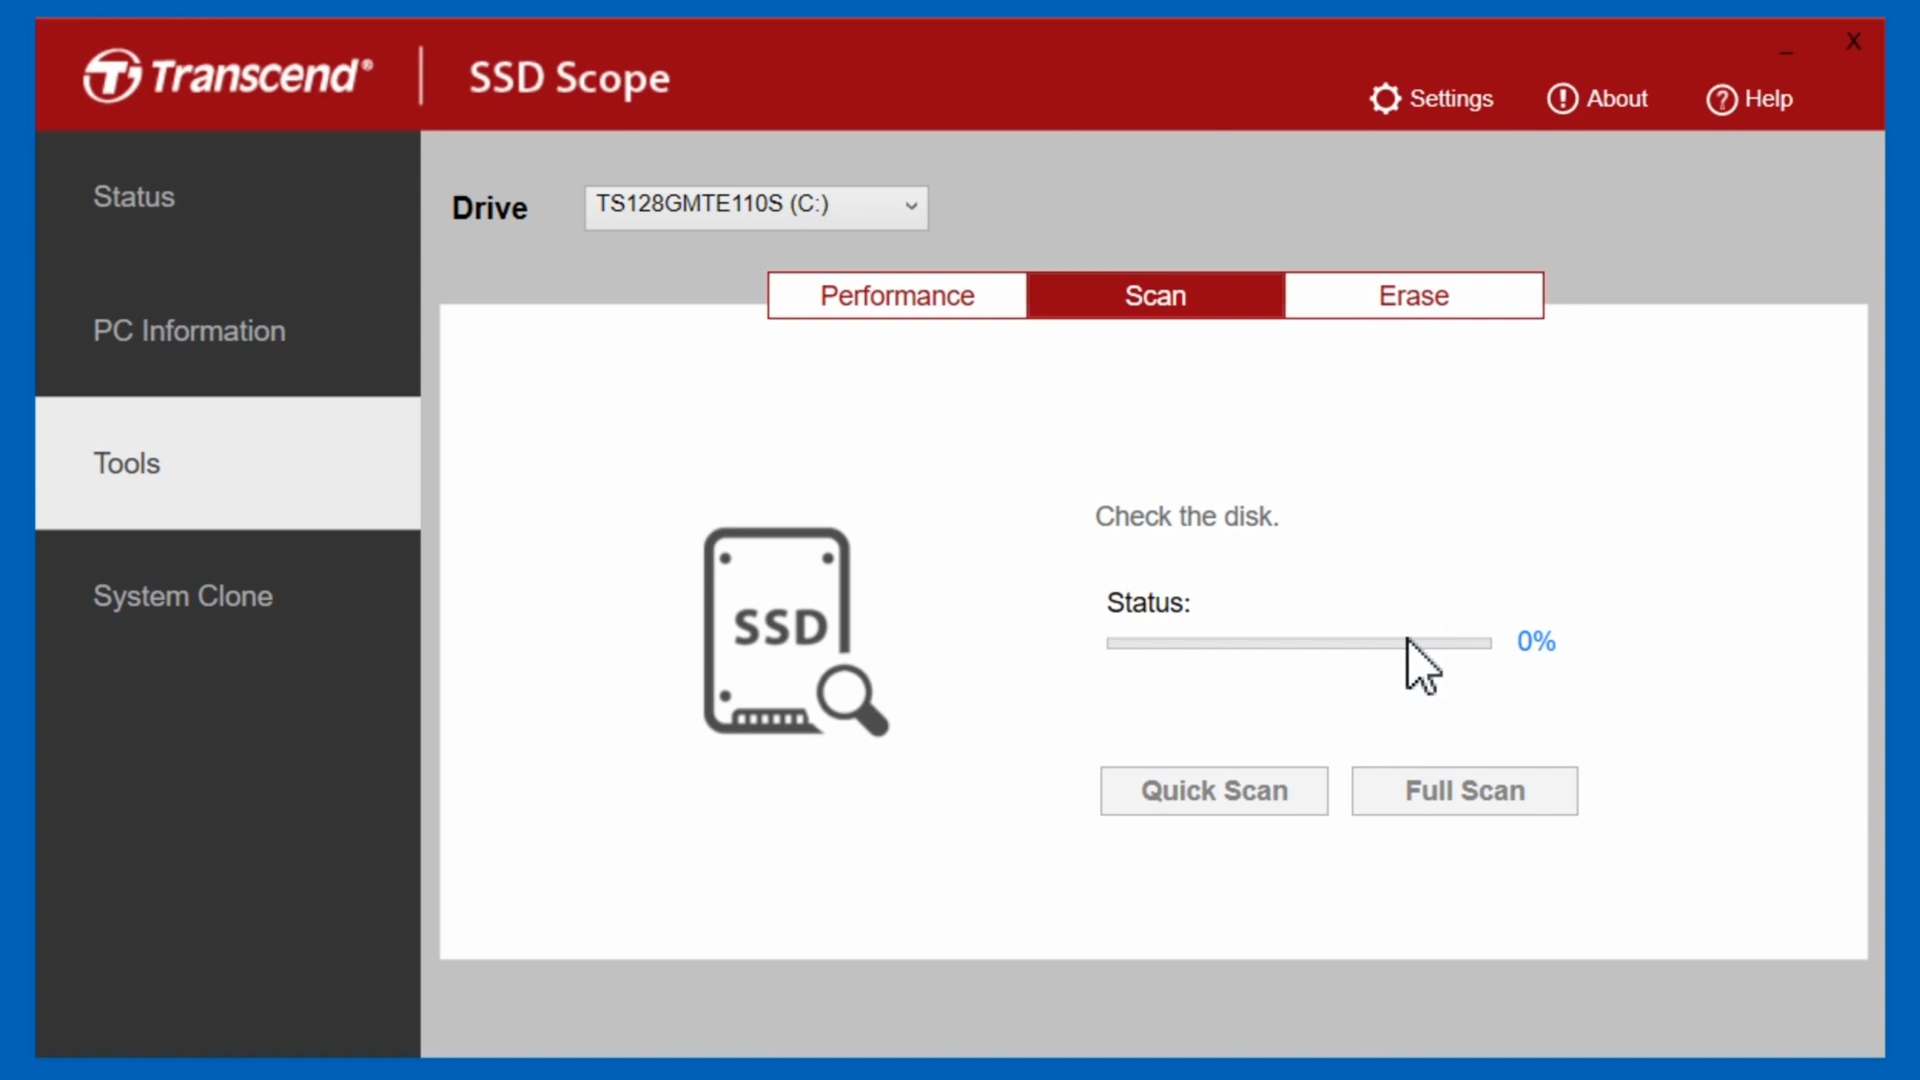 Transcend®
SSD Scope
_ X
Settings
About
Help
Status
PC Information
Tools
System Clone
Drive
TS128GMTE110S (C:)
Performance
Scan
Erase
SSD
Check the disk.
Status:
0%
Quick Scan
Full Scan